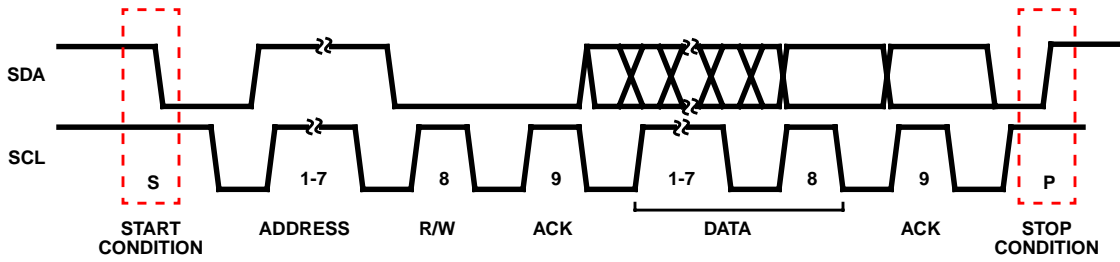 SDA
SCL
S
1-7
8
9
1-7
8
9
P
START
CONDITION
ADDRESS
R/W
ACK
DATA
ACK
STOP
CONDITION